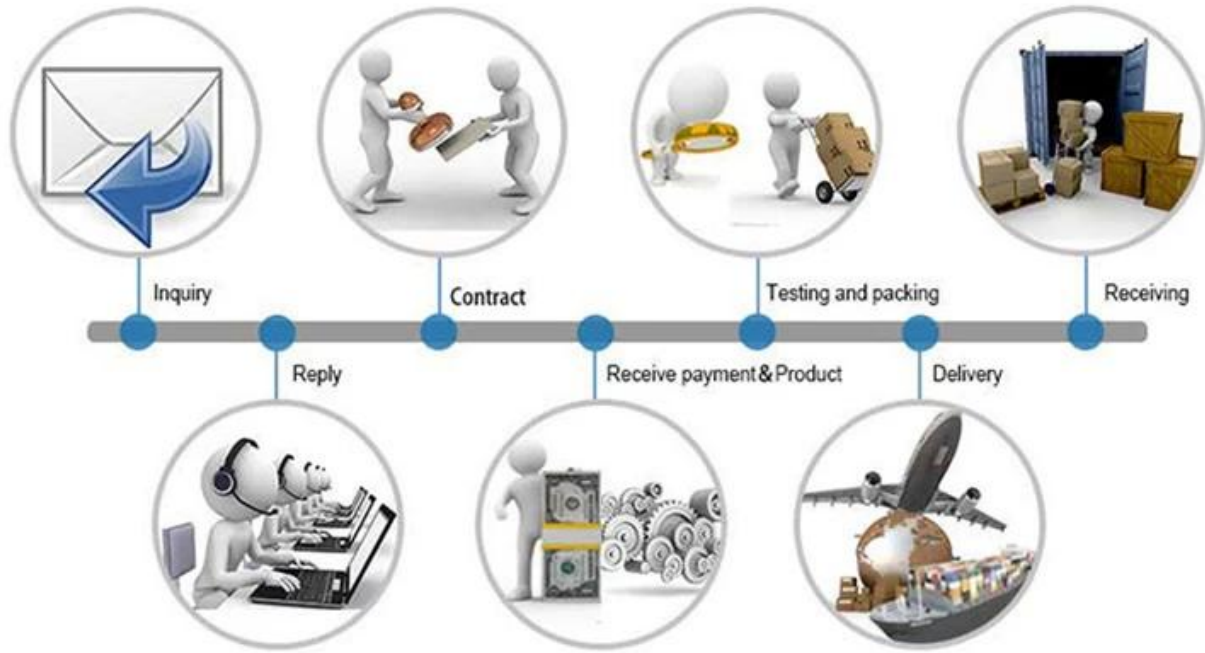 Inquiry
Contract
Testing and packing
Receiving
Reply
Receive payment&Product
Delivery